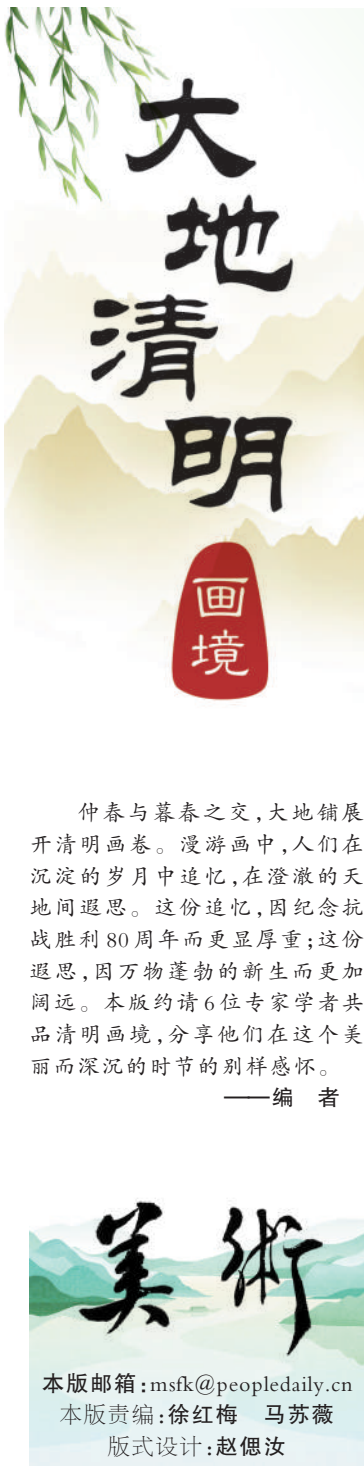 大地清明
画境
仲春与暮春之交,大地铺展
开清明画卷。漫游画中,人们在
沉淀的岁月中追忆,在澄澈的天
地间遐思。这份追忆,因纪念抗
战胜利80周年而更显厚重;这份
遐思,因万物蓬勃的新生而更加
阔远。本版约请6位专家学者共
品清明画境,分享他们在这个美
丽而深沉的时节的别样感怀。
——编　者
美術
本版邮箱:msfk@peopledaily.cn
本版责编:徐红梅　马苏薇
版式设计:赵偲汝